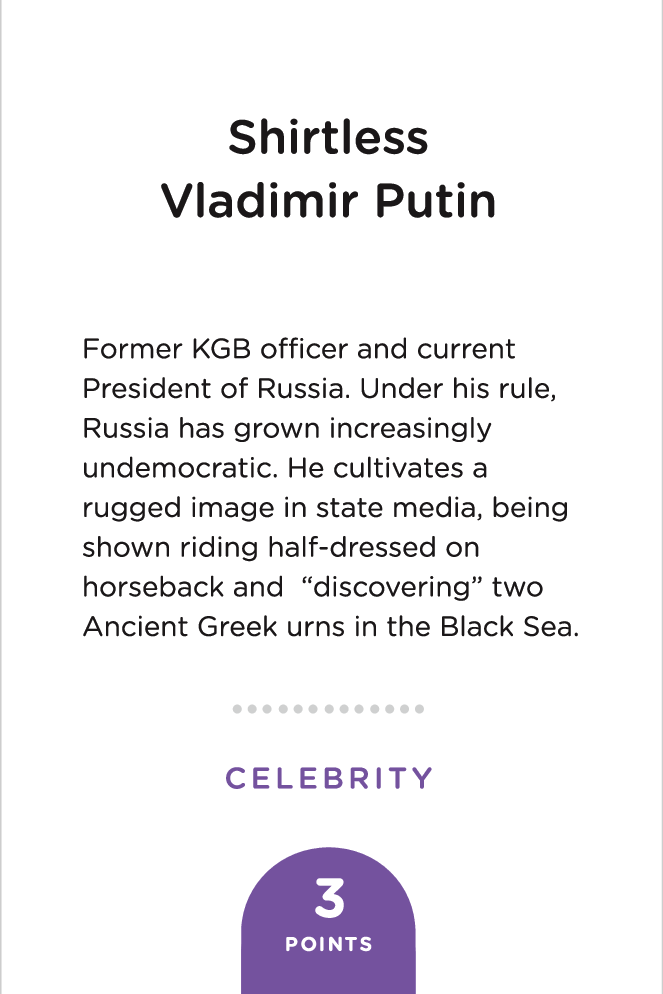 Shirtless
Vladimir Putin
Former KGB officer and current
President of Russia. Under his rule,
Russia has grown increasingly
undemocratic. He cultivates a
rugged image in state media, being
shown riding half-dressed on
horseback and  “discovering” two
Ancient Greek urns in the Black Sea.
CELEBRITY
3
POINTS